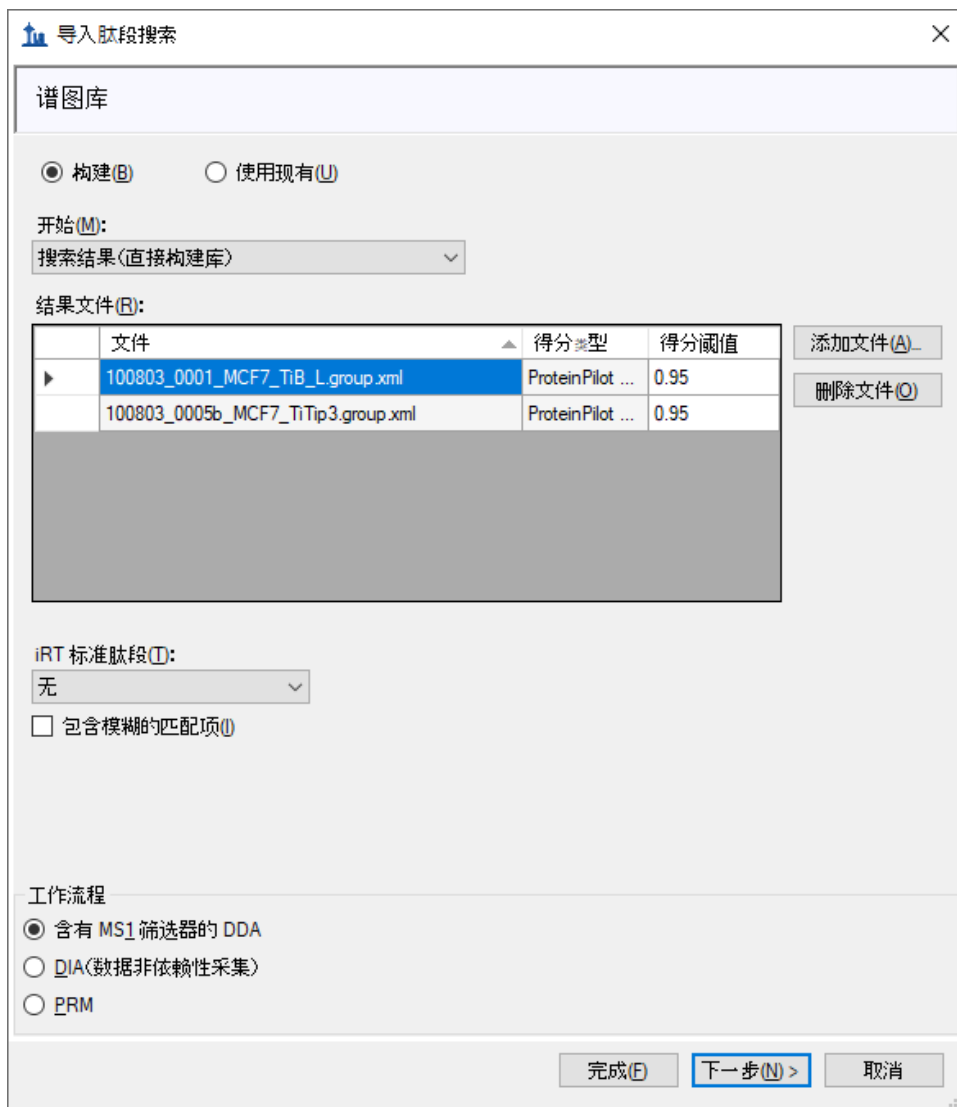 导入肽段搜索
谱图库
构建(B) 使用现有(U)
开始(M):
搜索结果(直接构建库)
结果文件(R):
文件 得分类型 得分阈值
100803_0001_MCF7_TiB_L.group.xml ProteinPilot ... 0.95
100803_0005b_MCF7_TiTip3.group.xml ProteinPilot ... 0.95
添加文件(A)...
删除文件(O)
iRT 标准肽段(T):
无
包含模糊的匹配项(I)
工作流程
含有 MS1 筛选器的 DDA
DIA(数据非依赖性采集)
PRM
完成(F) 下一步(N) > 取消